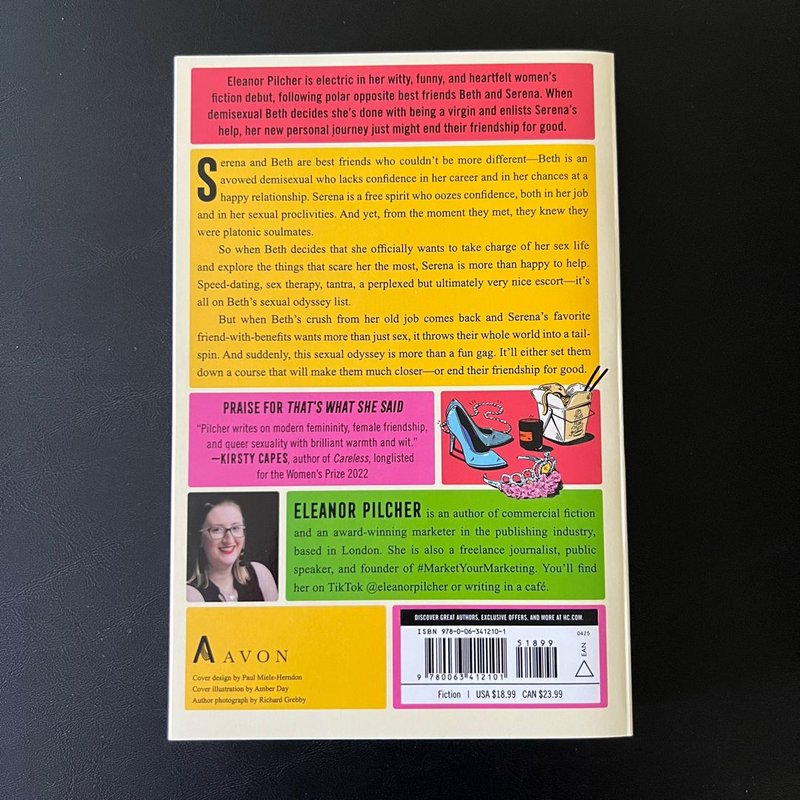 Eleanor Pilcher is electric in her witty, funny, and heartfelt women's
fiction debut, following polar opposite best friends Beth and Serena. When
demisexual Beth decides she's done with being a virgin and enlists Serena's
help, her new personal journey just might end their friendship for good.
Serena and Beth are best friends who couldn't be more different—Beth is an
avowed demisexual who lacks confidence in her career and in her chances at a
happy relationship. Serena is a free spirit who oozes confidence, both in her job
and in her sexual proclivities. And yet, from the moment they met, they knew they
were platonic soulmates.
So when Beth decides that she officially wants to take charge of her sex life
and explore the things that scare her the most, Serena is more than happy to help.
Speed-dating, sex therapy, tantra, a perplexed but ultimately very nice escort—it's
all on Beth's sexual odyssey list.
But when Beth's crush from her old job comes back and Serena's favorite
friend-with-benefits wants more than just sex, it throws their whole world into a tail-
spin. And suddenly, this sexual odyssey is more than a fun gag. It'll either set them
down a course that will make them much closer—or end their friendship for good.
PRAISE FOR THAT'S WHAT SHE SAID
"Pilcher writes on modern femininity, female friendship,
and queer sexuality with brilliant warmth and wit."
—KIRSTY CAPES, author of Careless, longlisted
for the Women's Prize 2022
ELEANOR PILCHER is an author of commercial fiction
and an award-winning marketer in the publishing industry,
based in London. She is also a freelance journalist, public
speaker, and founder of #MarketYourMarketing. You'll find
her on TikTok @eleanorpilcher or writing in a café.
AVON
Cover design by Paul Miele-Herndon
Cover illustration by Amber Day
Author photograph by Richard Grebby
DISCOVER GREAT AUTHORS, EXCLUSIVE OFFERS, AND MORE AT HC.COM.
ISBN 978-0-06-341210-1
51899
0425
EAN
9 780063 412101
Fiction | USA $18.99 CAN $23.99